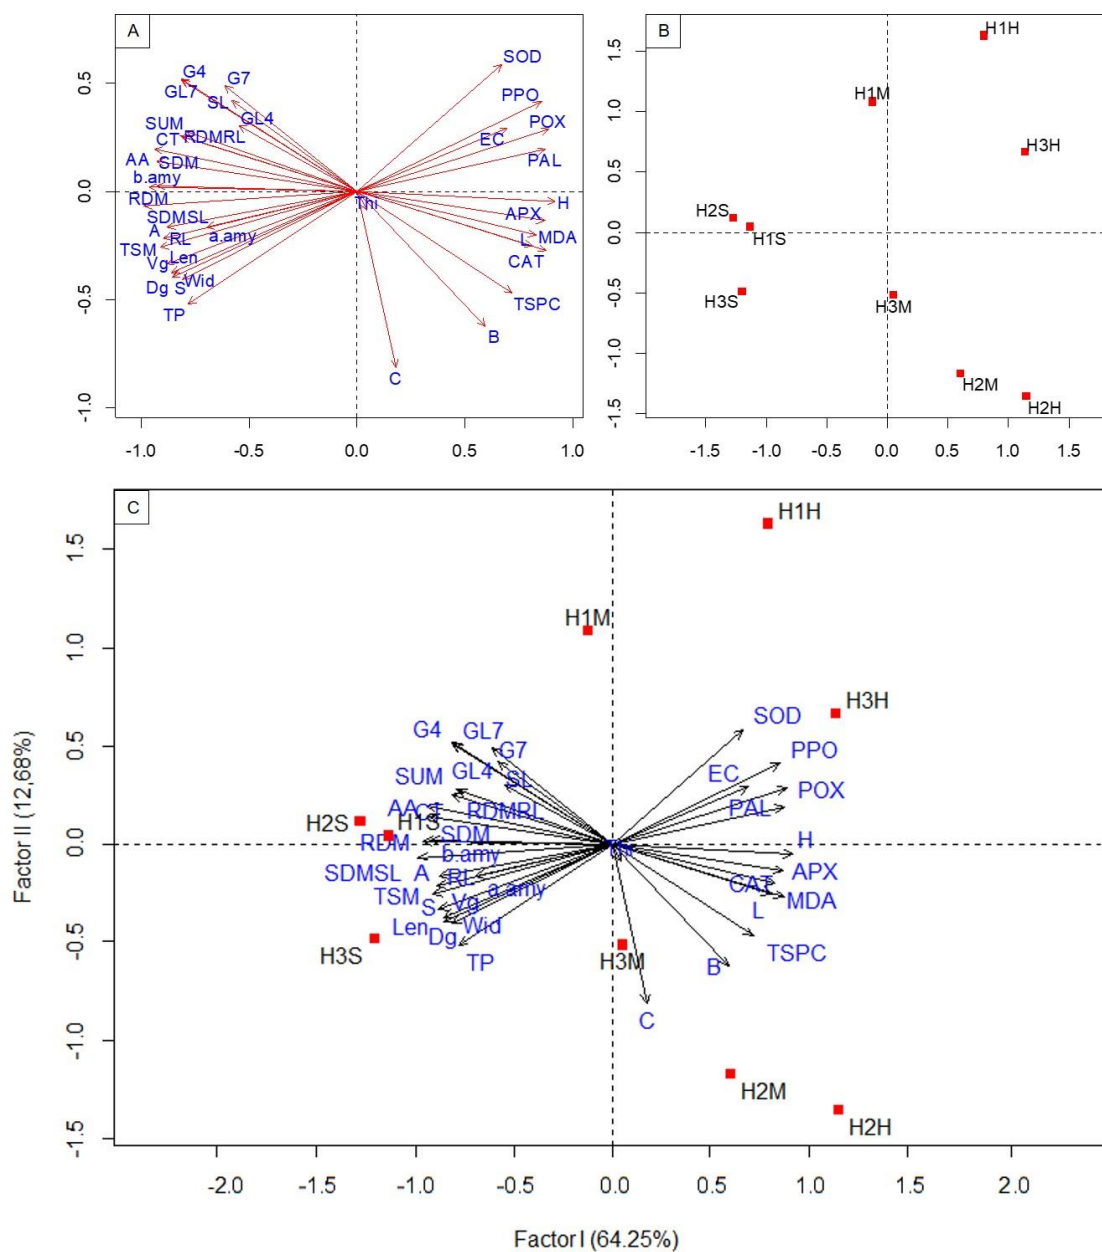 A
SOD
G4
G7
GL7
PPO
SL
SUM
GL4
POX
CT
RDMRL
EC
AA
SDM
PAL
b.amy
RDM
Thi
H
SDMSL
APX
A
RL
a.amy
L
MDA
TSM
Len
CAT
Vg
Wid
Dg
S
TSPC
TP
B
C
0.5
0.0
-0.5
-1.0
-1.0
-0.5
0.0
0.5
1.0
B
H1H
H1M
H3H
H2S
H1S
H3S
H3M
H2M
H2H
1.5
1.0
0.5
0.0
-0.5
-1.0
-1.5
-1.5
-1.0
-0.5
0.0
0.5
1.0
1.5
C
H1H
H1M
H3H
SOD
G4
GL7
G7
PPO
SUM
GL4
SL
EC
POX
AA
CT
RDMRL
PAL
H2S
H1S
RDM
SDM
H
b.amy
Thi
SDMSL
A
RL
APX
TSM
a.amy
CAT
MDA
S
Vg
L
Len
Dg
Wid
H3S
TP
H3M
B
TSPC
C
H2M
H2H
1.5
1.0
0.5
0.0
-0.5
-1.0
-1.5
-2.0
-1.5
-1.0
-0.5
0.0
0.5
1.0
1.5
2.0
Factor II (12,68%)
Factor I (64.25%)